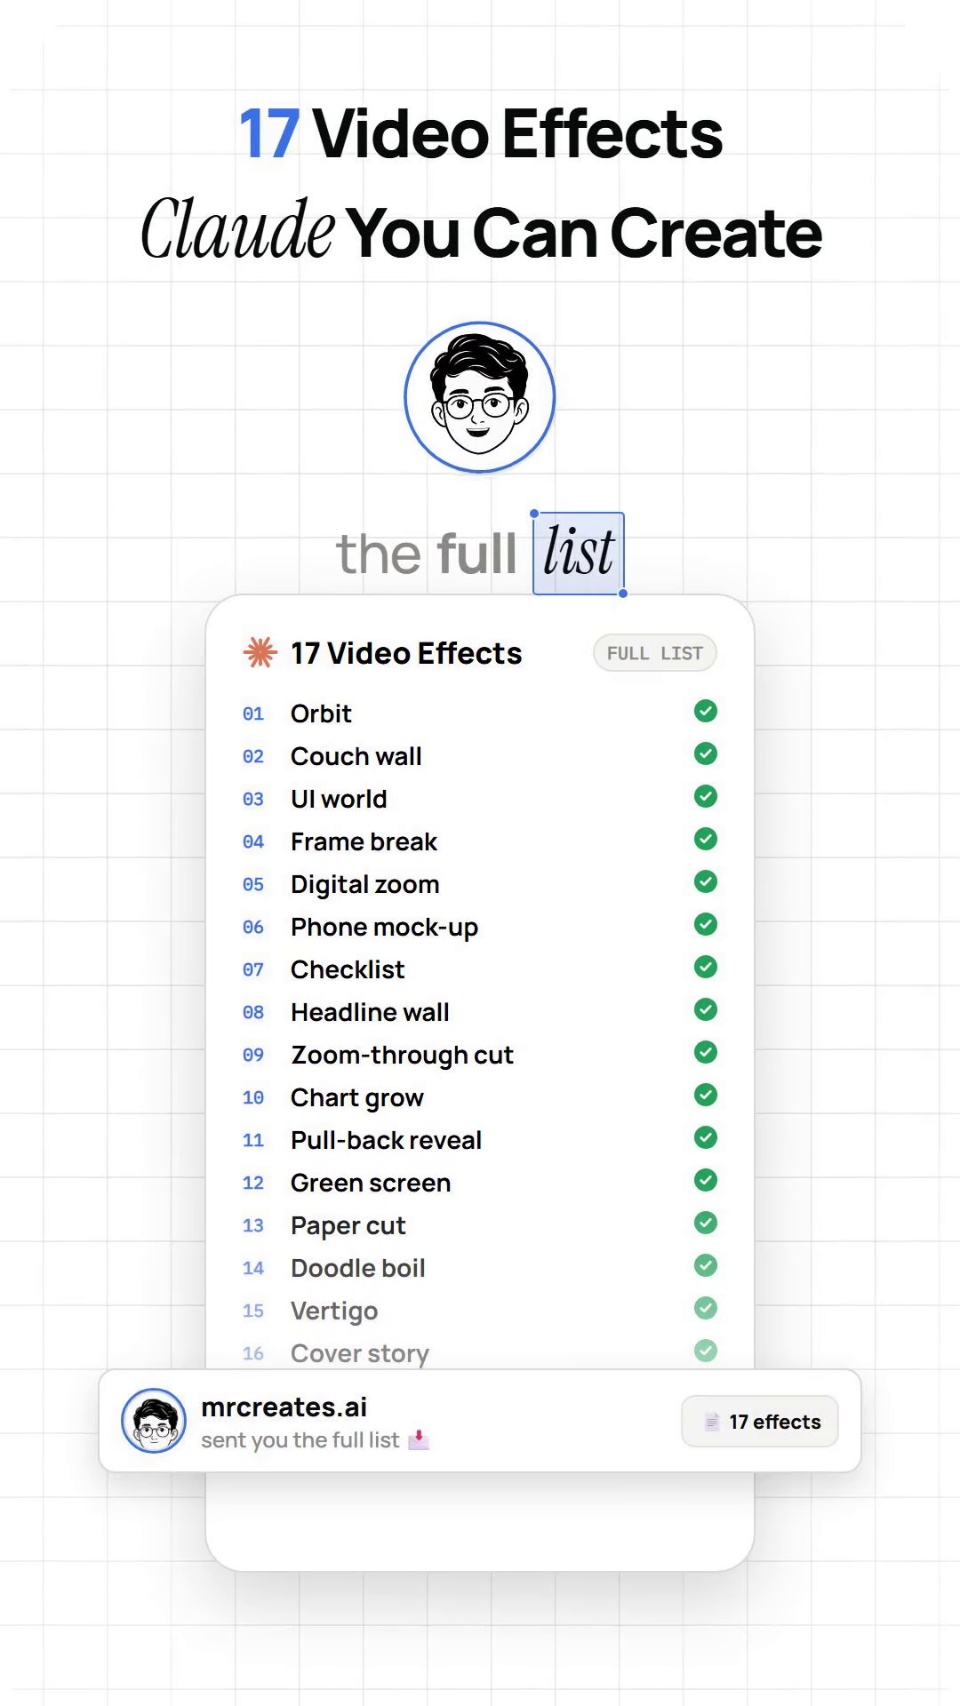 17 Video Effects
Claude You Can Create
the full list
17 Video Effects FULL LIST
01 Orbit
02 Couch wall
03 UI world
04 Frame break
05 Digital zoom
06 Phone mock-up
07 Checklist
08 Headline wall
09 Zoom-through cut
10 Chart grow
11 Pull-back reveal
12 Green screen
13 Paper cut
14 Doodle boil
15 Vertigo
16 Cover story
mrcreates.ai
sent you the full list
17 effects